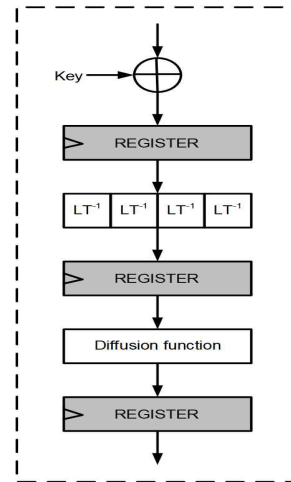 Key
REGISTER
LT⁻¹ LT⁻¹ LT⁻¹ LT⁻¹
REGISTER
Diffusion function
REGISTER